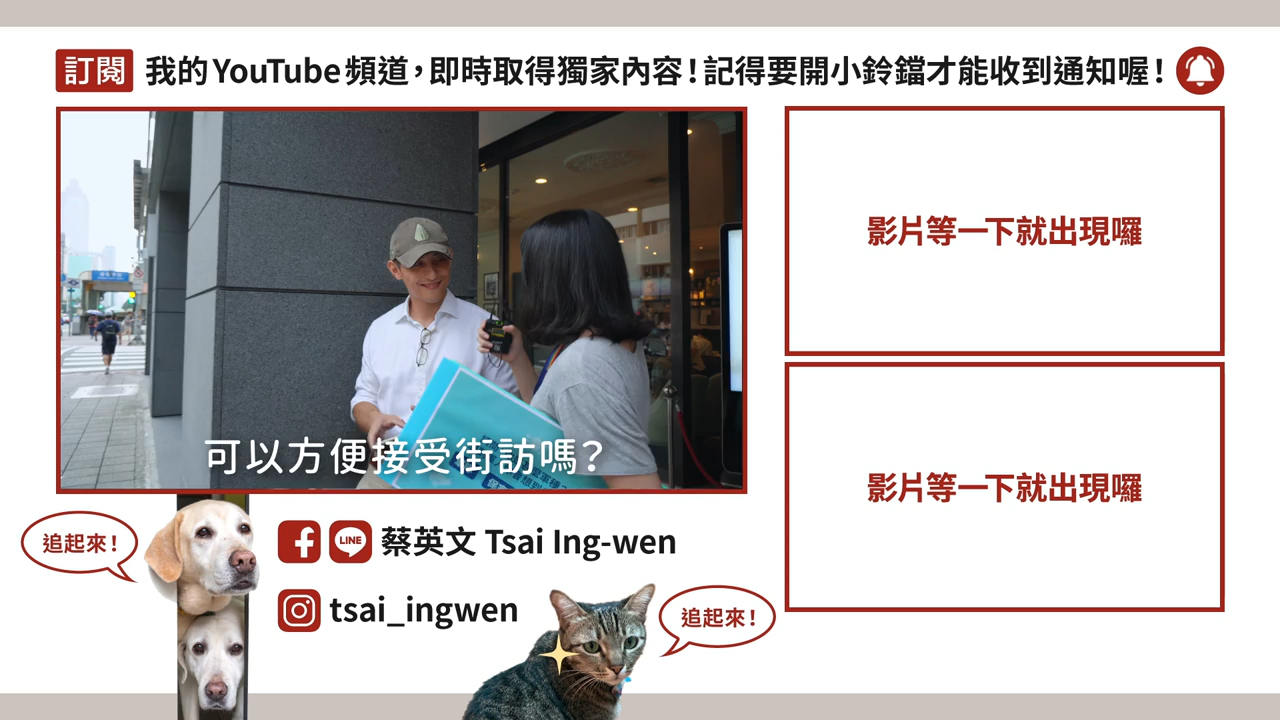 訂閱 我的YouTube頻道，即時取得獨家內容！記得要開小鈴鐺才能收到通知喔！
影片等一下就出現囉
可以方便接受街訪嗎？
影片等一下就出現囉
追起來！
LINE 蔡英文 Tsai Ing-wen
tsai_ingwen
追起來！